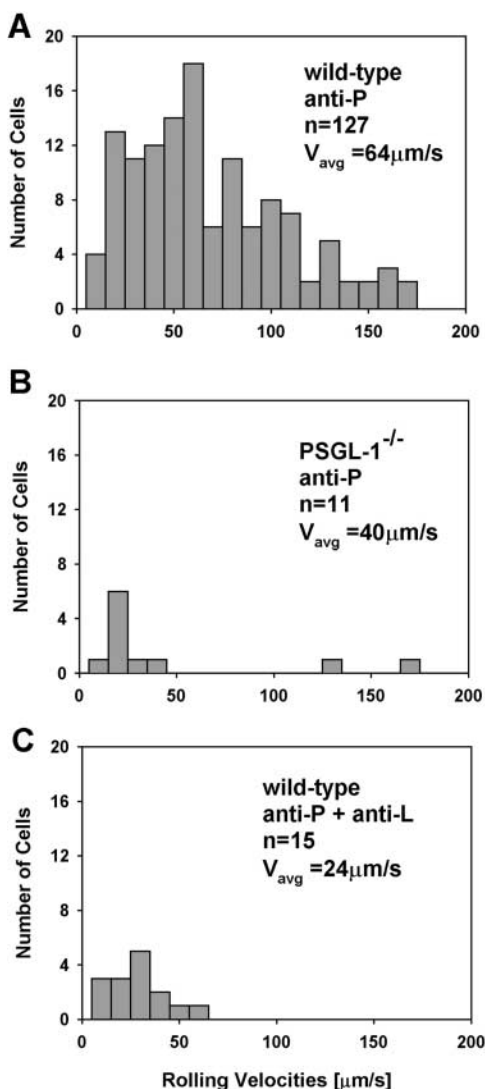 A
20
16
12
8
4
0
Number of Cells
wild-type
anti-P
n=127
Vavg =64μm/s
0 50 100 150 200
B
20
16
12
8
4
0
Number of Cells
PSGL-1-/-
anti-P
n=11
Vavg =40μm/s
0 50 100 150 200
C
20
16
12
8
4
0
Number of Cells
wild-type
anti-P + anti-L
n=15
Vavg =24μm/s
0 50 100 150 200
Rolling Velocities [μm/s]